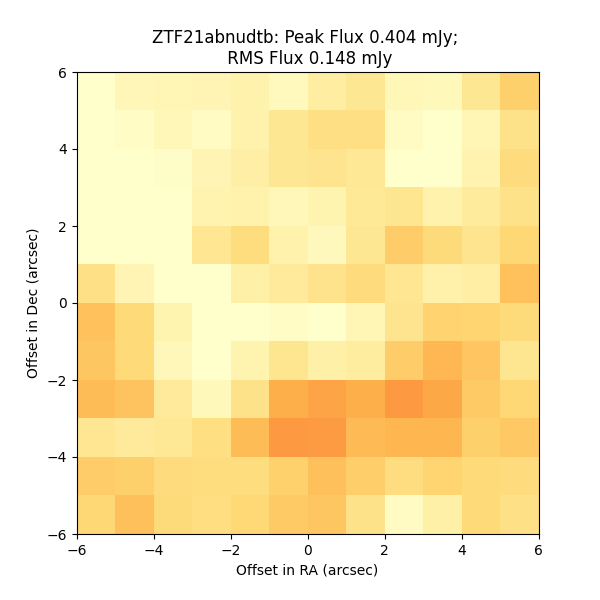 ZTF21abnudtb: Peak Flux 0.404 mJy;
RMS Flux 0.148 mJy
6
4
2
0
−2
−4
−6
Offset in Dec (arcsec)
−6 −4 −2 0 2 4 6
Offset in RA (arcsec)